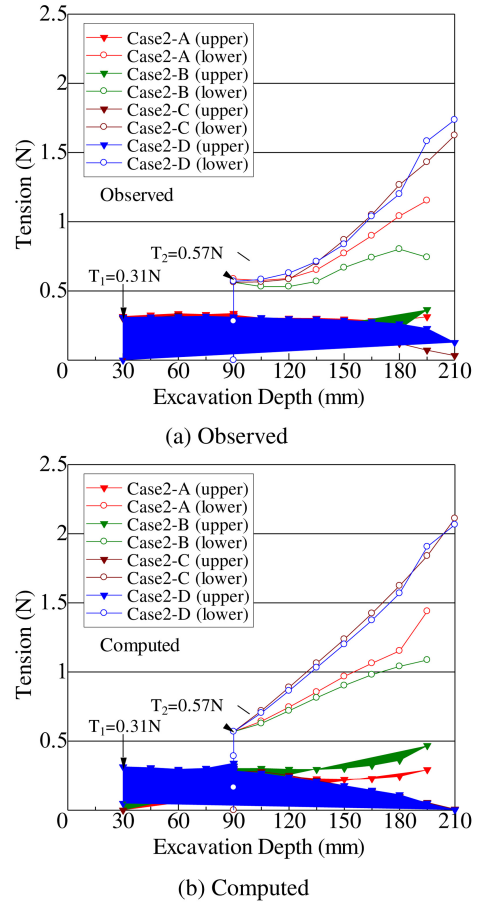 2.5
Case2-A (upper)
Case2-A (lower)
2
Case2-B (upper)
Case2-B (lower)
Case2-C (upper)
Case2-C (lower)
1.5
Case2-D (upper)
Case2-D (lower)
Tension (N)
Observed
1
T2=0.57N
T1=0.31N
0.5
0 30 60 90 120 150 180 210
Excavation Depth (mm)
(a) Observed
2.5
Case2-A (upper)
Case2-A (lower)
2
Case2-B (upper)
Case2-B (lower)
Case2-C (upper)
Case2-C (lower)
1.5
Case2-D (upper)
Case2-D (lower)
Tension (N)
Computed
1
T2=0.57N
T1=0.31N
0.5
0 30 60 90 120 150 180 210
Excavation Depth (mm)
(b) Computed